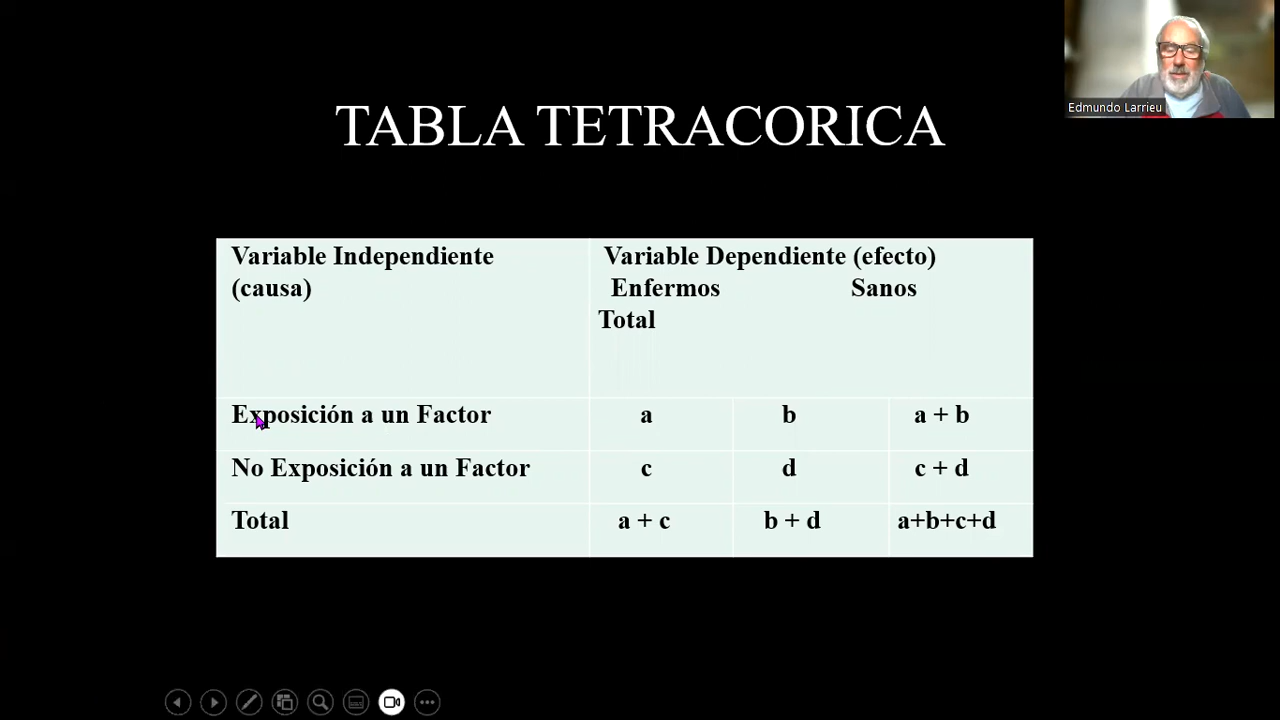 Edmundo Larrieu
TABLA TETRACORICA
Variable Independiente
(causa)
Variable Dependiente (efecto)
Enfermos Sanos
Total
Exposición a un Factor a b a + b
No Exposición a un Factor c d c + d
Total a + c b + d a+b+c+d